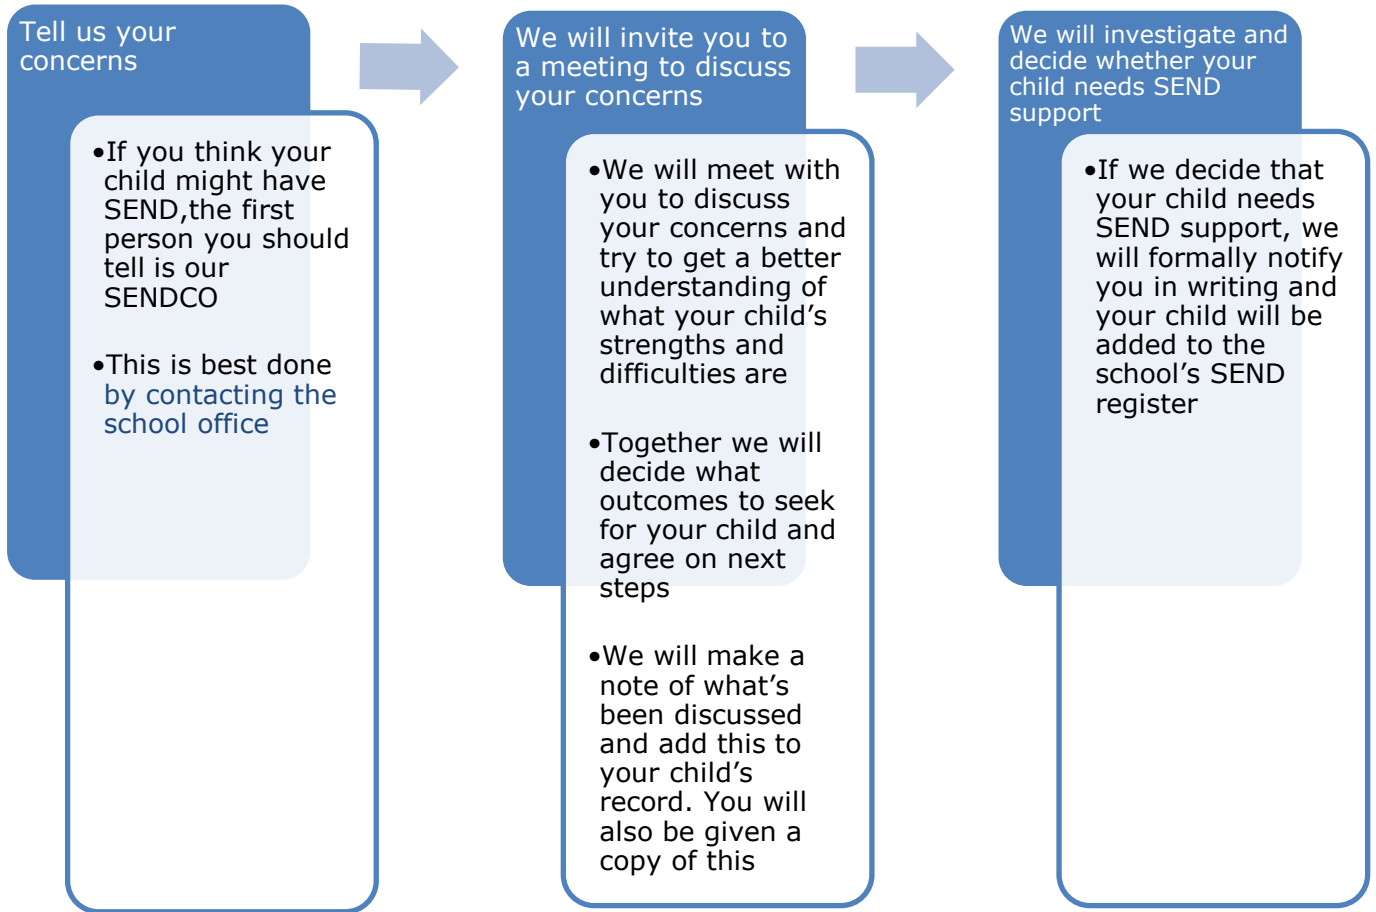 Tell us your
concerns
•If you think your
child might have
SEND,the first
person you should
tell is our
SENDCO
•This is best done
by contacting the
school office
We will invite you to
a meeting to discuss
your concerns
•We will meet with
you to discuss
your concerns and
try to get a better
understanding of
what your child’s
strengths and
difficulties are
•Together we will
decide what
outcomes to seek
for your child and
agree on next
steps
•We will make a
note of what’s
been discussed
and add this to
your child’s
record. You will
also be given a
copy of this
We will investigate and
decide whether your
child needs SEND
support
•If we decide that
your child needs
SEND support, we
will formally notify
you in writing and
your child will be
added to the
school’s SEND
register